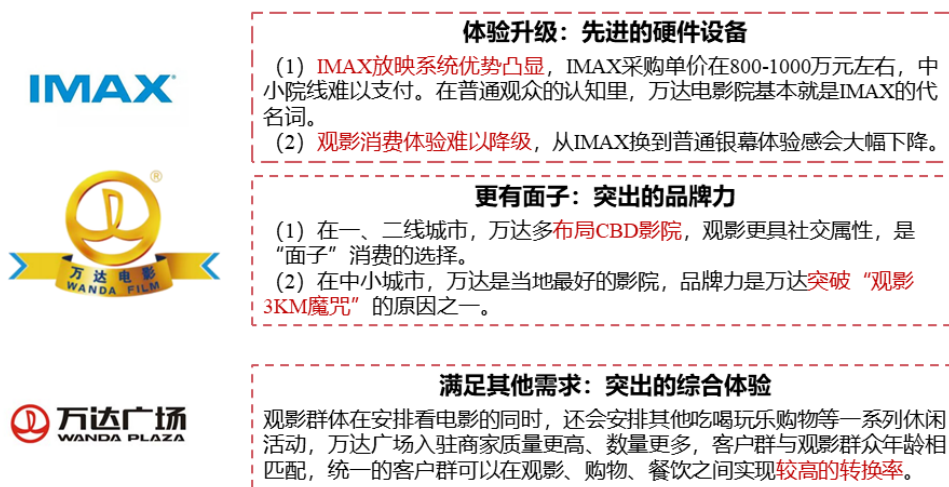 IMAX
体验升级：先进的硬件设备
（1）IMAX放映系统优势凸显，IMAX采购单价在800-1000万元左右，中
小院线难以支付。在普通观众的认知里，万达电影院基本就是IMAX的代
名词。
（2）观影消费体验难以降级，从IMAX换到普通银幕体验感会大幅下降。
®
万达电影
WANDA FILM
更有面子：突出的品牌力
（1）在一、二线城市，万达多布局CBD影院，观影更具社交属性，是
“面子”消费的选择。
（2）在中小城市，万达是当地最好的影院，品牌力是万达突破“观影
3KM魔咒”的原因之一。
万达广场
WANDA PLAZA
满足其他需求：突出的综合体验
观影群体在安排看电影的同时，还会安排其他吃喝玩乐购物等一系列休闲
活动，万达广场入驻商家质量更高、数量更多，客户群与观影群众年龄相
匹配，统一的客户群可以在观影、购物、餐饮之间实现较高的转换率。